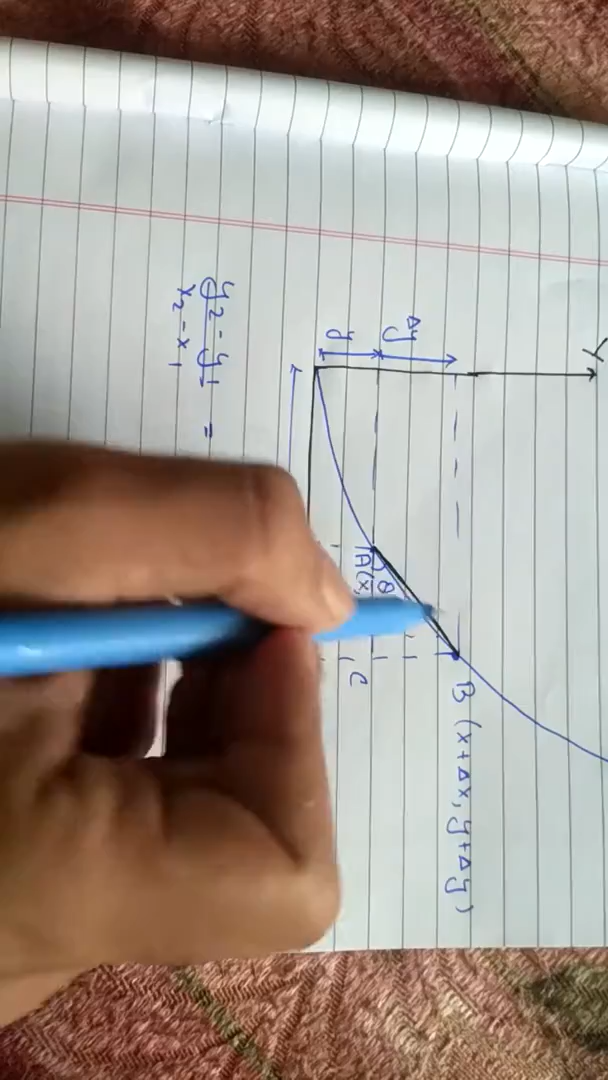 Y
Δy
y
B (x+Δx, y+Δy)
A(x,
θ
C
y2 - y1 =
x2 - x1